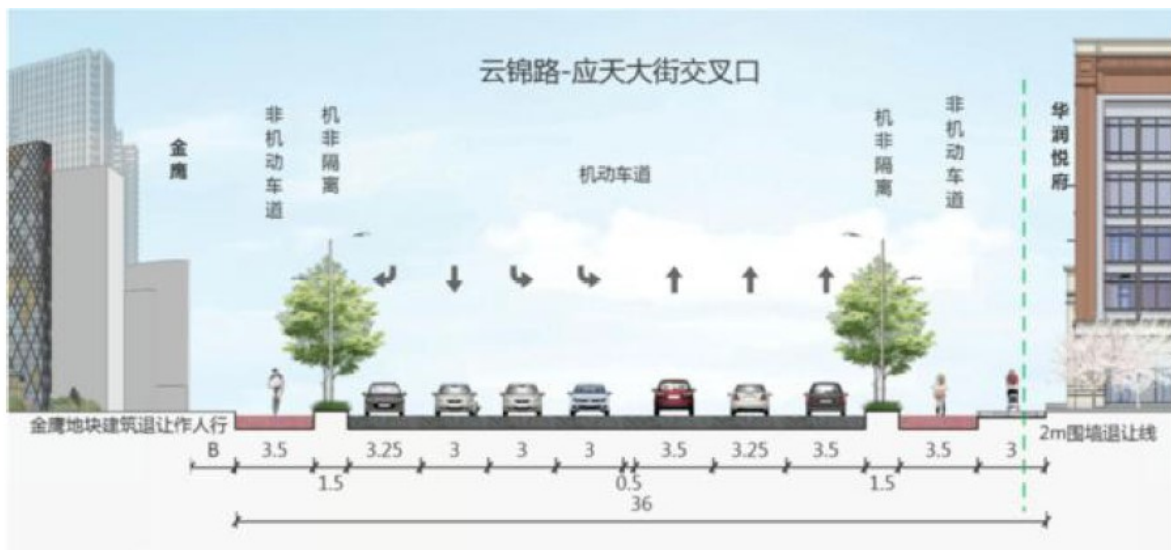 云锦路-应天大街交叉口
金鹰
非机动车道
机非隔离
机动车道
机非隔离
非机动车道
华润悦府
金鹰地块建筑退让作人行
2m围墙退让线
B 3.5 3.25 3 3 3 3.5 3.25 3.5 3.5 3
1.5 0.5 1.5
36